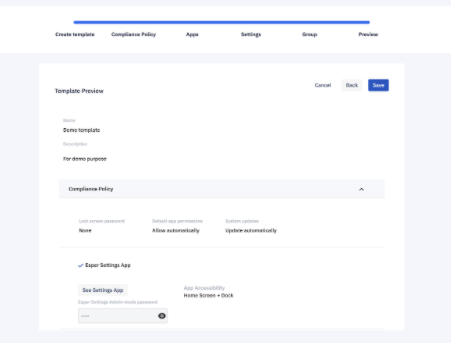 Create template Compliance Policy Apps Settings Group Preview
Template Preview Cancel Back Save
Name
Demo template
Description
For demo purpose
Compliance Policy
Lock screen password Default app permission System updates
None Allow automatically Update automatically
Esper Settings App
See Settings App App Accessibility
Home Screen + Dock
Esper Settings admin mode password
----